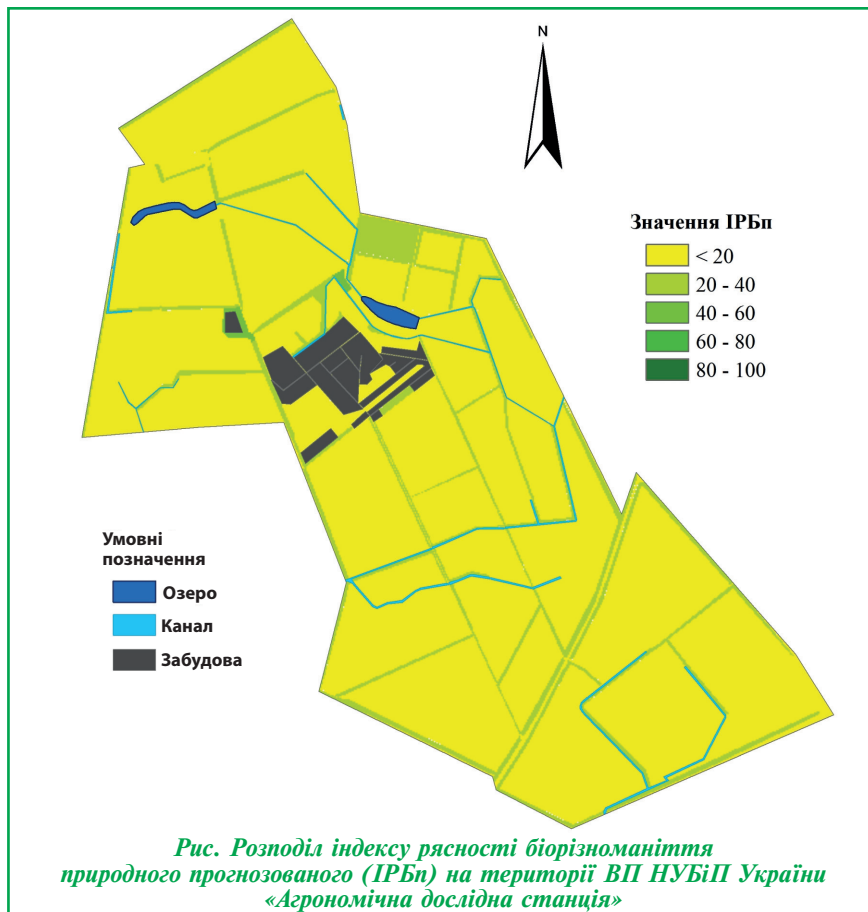 N
Значення ІРБп
< 20
20 - 40
40 - 60
60 - 80
80 - 100
Умовні
позначення
Озеро
Канал
Забудова
Рис. Розподіл індексу рясності біорізноманіття
природного прогнозованого (ІРБп) на території ВП НУБіП України
«Агрономічна дослідна станція»